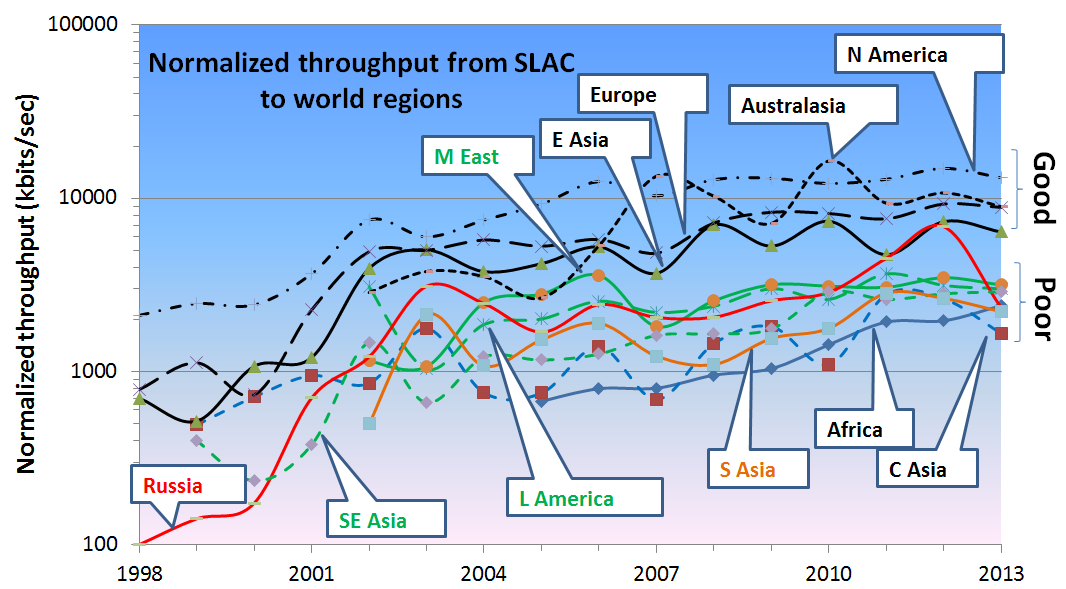 100000
10000
1000
100
Normalized throughput (kbits/sec)
Normalized throughput from SLAC
to world regions
N America
Europe
Australasia
E Asia
M East
Good
Poor
Russia
SE Asia
L America
S Asia
Africa
C Asia
1998
2001
2004
2007
2010
2013